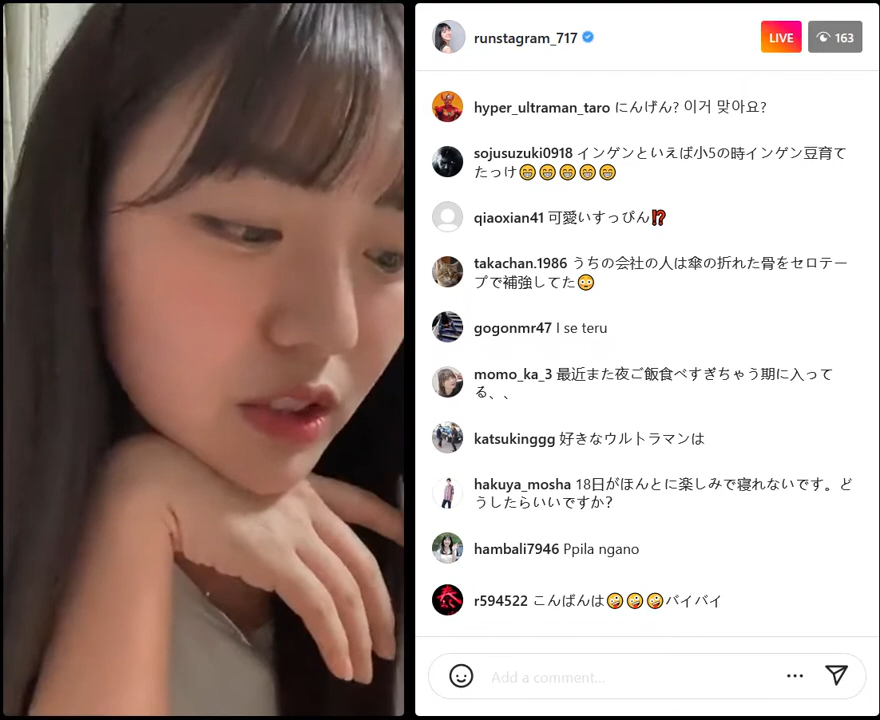 runstagram_717
LIVE
163
hyper_ultraman_taro にんげん? 이거 맞아요?
sojusuzuki0918 インゲンといえば小5の時インゲン豆育て
たっけ😁😁😁😁😁
qiaoxian41 可愛いすっぴん⁉️
takachan.1986 うちの会社の人は傘の折れた骨をセロテー
プで補強してた😳
gogonmr47 I se teru
momo_ka_3 最近また夜ご飯食べすぎちゃう期に入って
る、、
katsukinggg 好きなウルトラマンは
hakuya_mosha 18日がほんとに楽しみで寝れないです。ど
うしたらいいですか？
hambali7946 Ppila ngano
r594522 こんばんは🤪🤪🤪バイバイ
Add a comment...